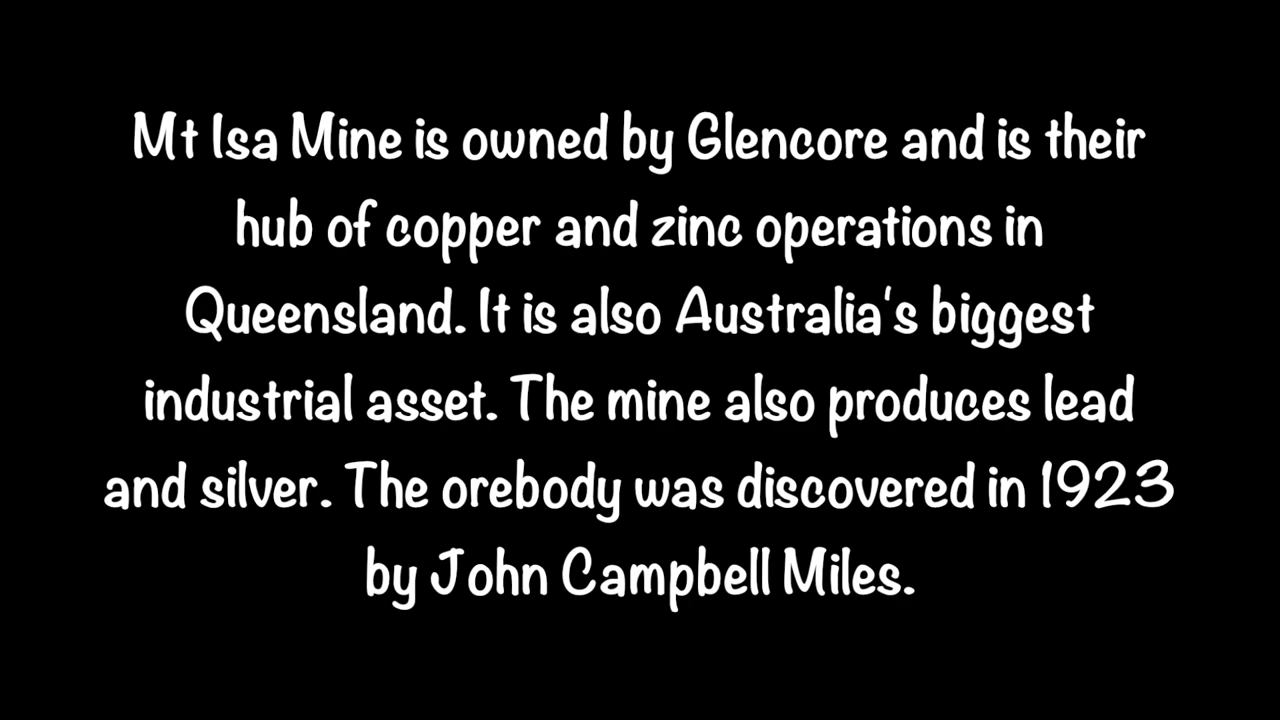 Mt Isa Mine is owned by Glencore and is their
hub of copper and zinc operations in
Queensland. It is also Australia's biggest
industrial asset. The mine also produces lead
and silver. The orebody was discovered in 1923
by John Campbell Miles.